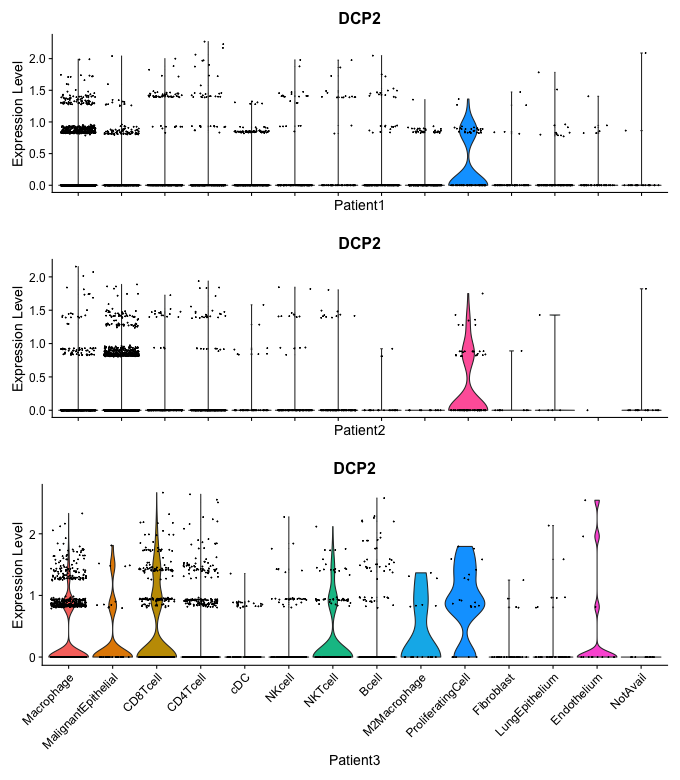 DCP2
Expression Level
2.0
1.5
1.0
0.5
0.0
Patient1
DCP2
Expression Level
2.0
1.5
1.0
0.5
0.0
Patient2
DCP2
Expression Level
2
1
0
Macrophage
MalignantEpithelial
CD8Tcell
CD4Tcell
cDC
NKcell
NKTcell
Bcell
M2Macrophage
ProliferatingCell
Fibroblast
LungEpithelium
Endothelium
NotAvail
Patient3